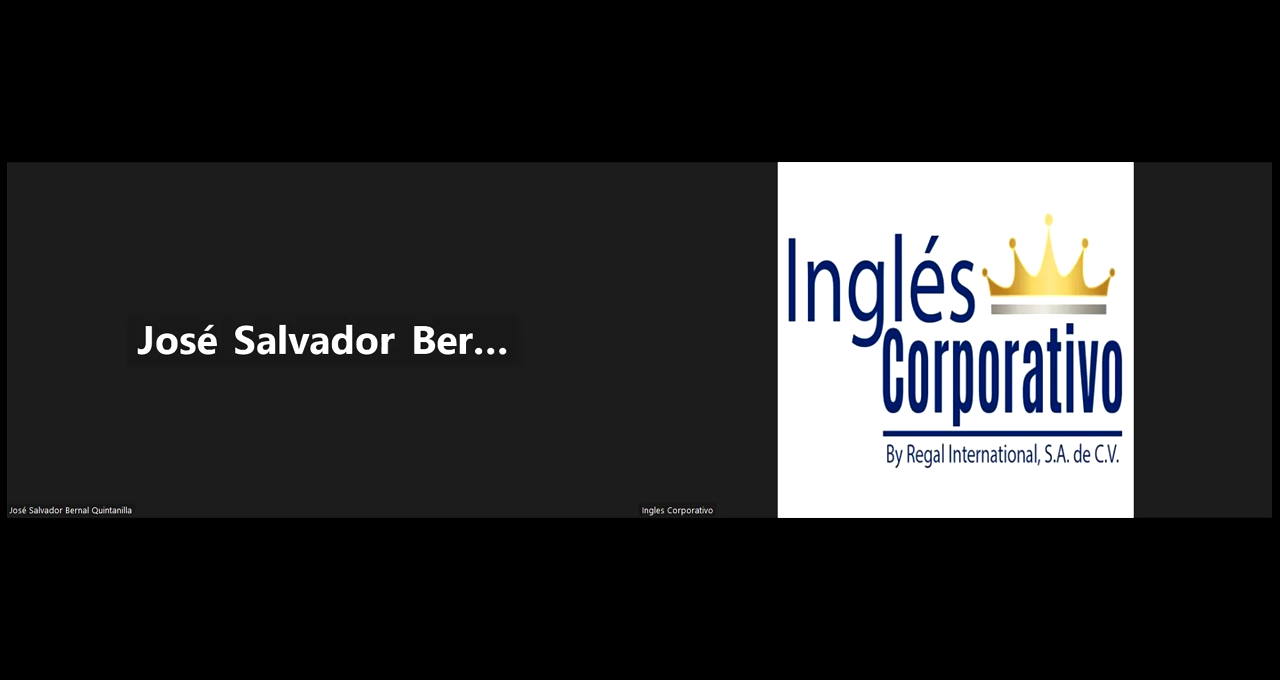 José Salvador Ber...
José Salvador Bernal Quintanilla
Inglés
Corporativo
By Regal International, S.A. de C.V.
Ingles Corporativo